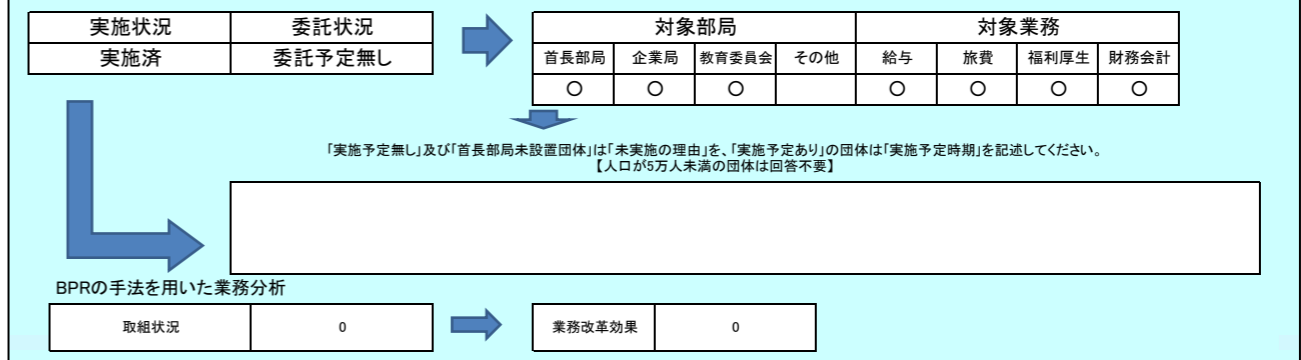 実施状況 委託状況
実施済 委託予定無し
対象部局 対象業務
首長部局 企業局 教育委員会 その他 給与 旅費 福利厚生 財務会計
○ ○ ○ ○ ○ ○ ○
「実施予定無し」及び「首長部局未設置団体」は「未実施の理由」を、「実施予定あり」の団体は「実施予定時期」を記述してください。
【人口が5万人未満の団体は回答不要】
BPRの手法を用いた業務分析
取組状況 0
業務改革効果 0